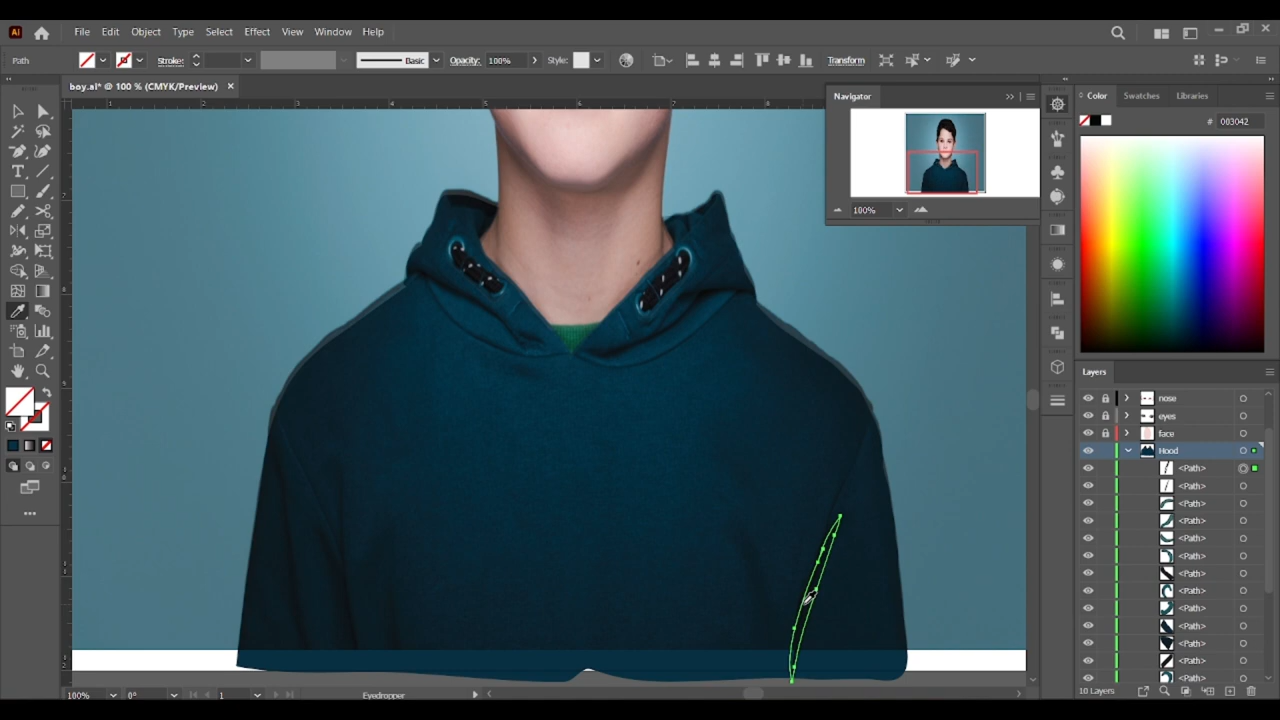 Ai File Edit Object Type Select Effect View Window Help
Path Stroke: Basic Opacity: 100% Style: Transform
boy.ai* @ 100 % (CMYK/Preview)
Navigator
100%
Color Swatches Libraries
# 003042
Layers
nose
eyes
face
Hood
<Path>
<Path>
<Path>
<Path>
<Path>
<Path>
<Path>
<Path>
<Path>
<Path>
<Path>
<Path>
<Path>
10 Layers
100% 0° 1 Eyedropper